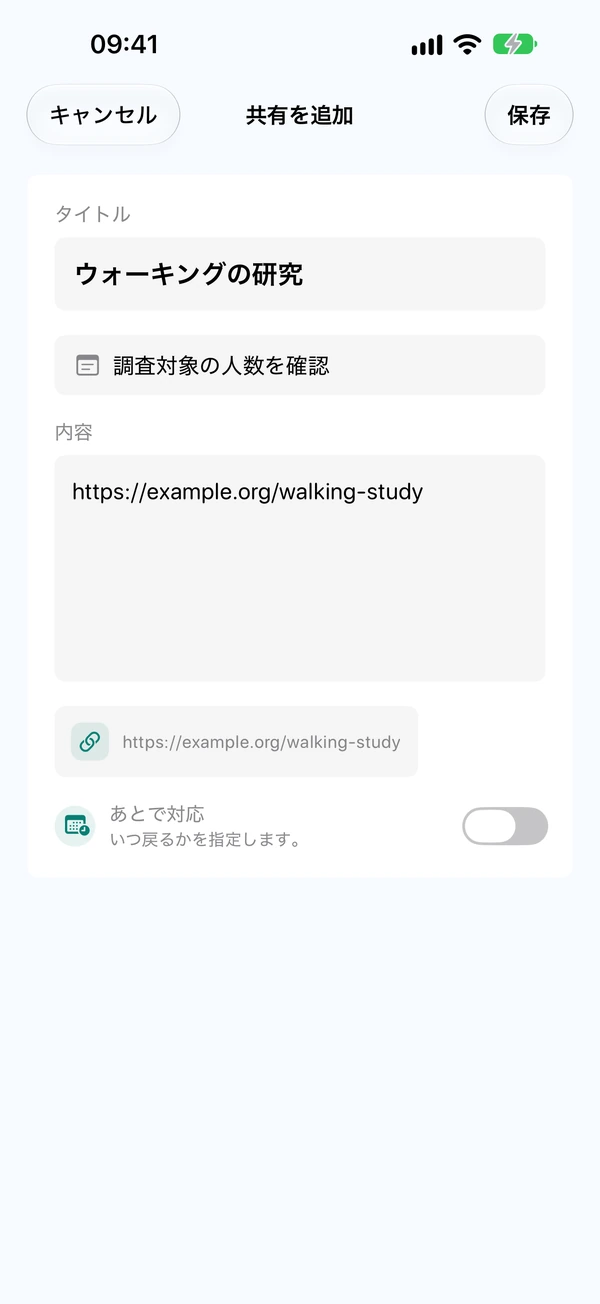 09:41
キャンセル
共有を追加
保存
タイトル
ウォーキングの研究
調査対象の人数を確認
内容
https://example.org/walking-study
https://example.org/walking-study
あとで対応
いつ戻るかを指定します。